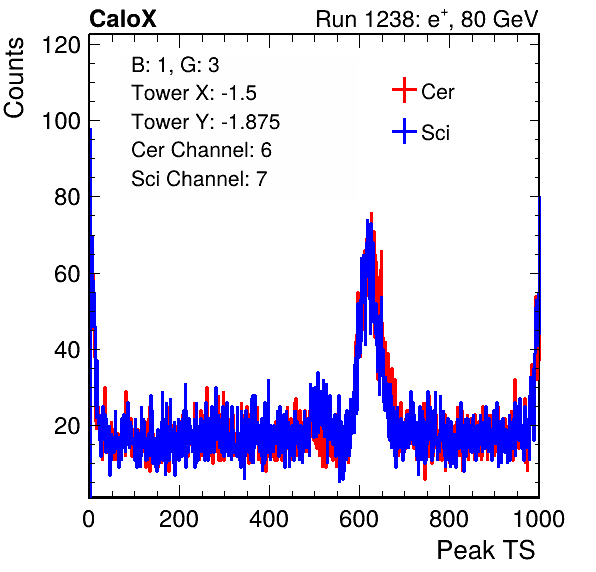 CaloX Run 1238: e⁺, 80 GeV
Counts
120
100
80
60
40
20
B: 1, G: 3
Tower X: -1.5
Tower Y: -1.875
Cer Channel: 6
Sci Channel: 7
Cer
Sci
0 200 400 600 800 1000
Peak TS